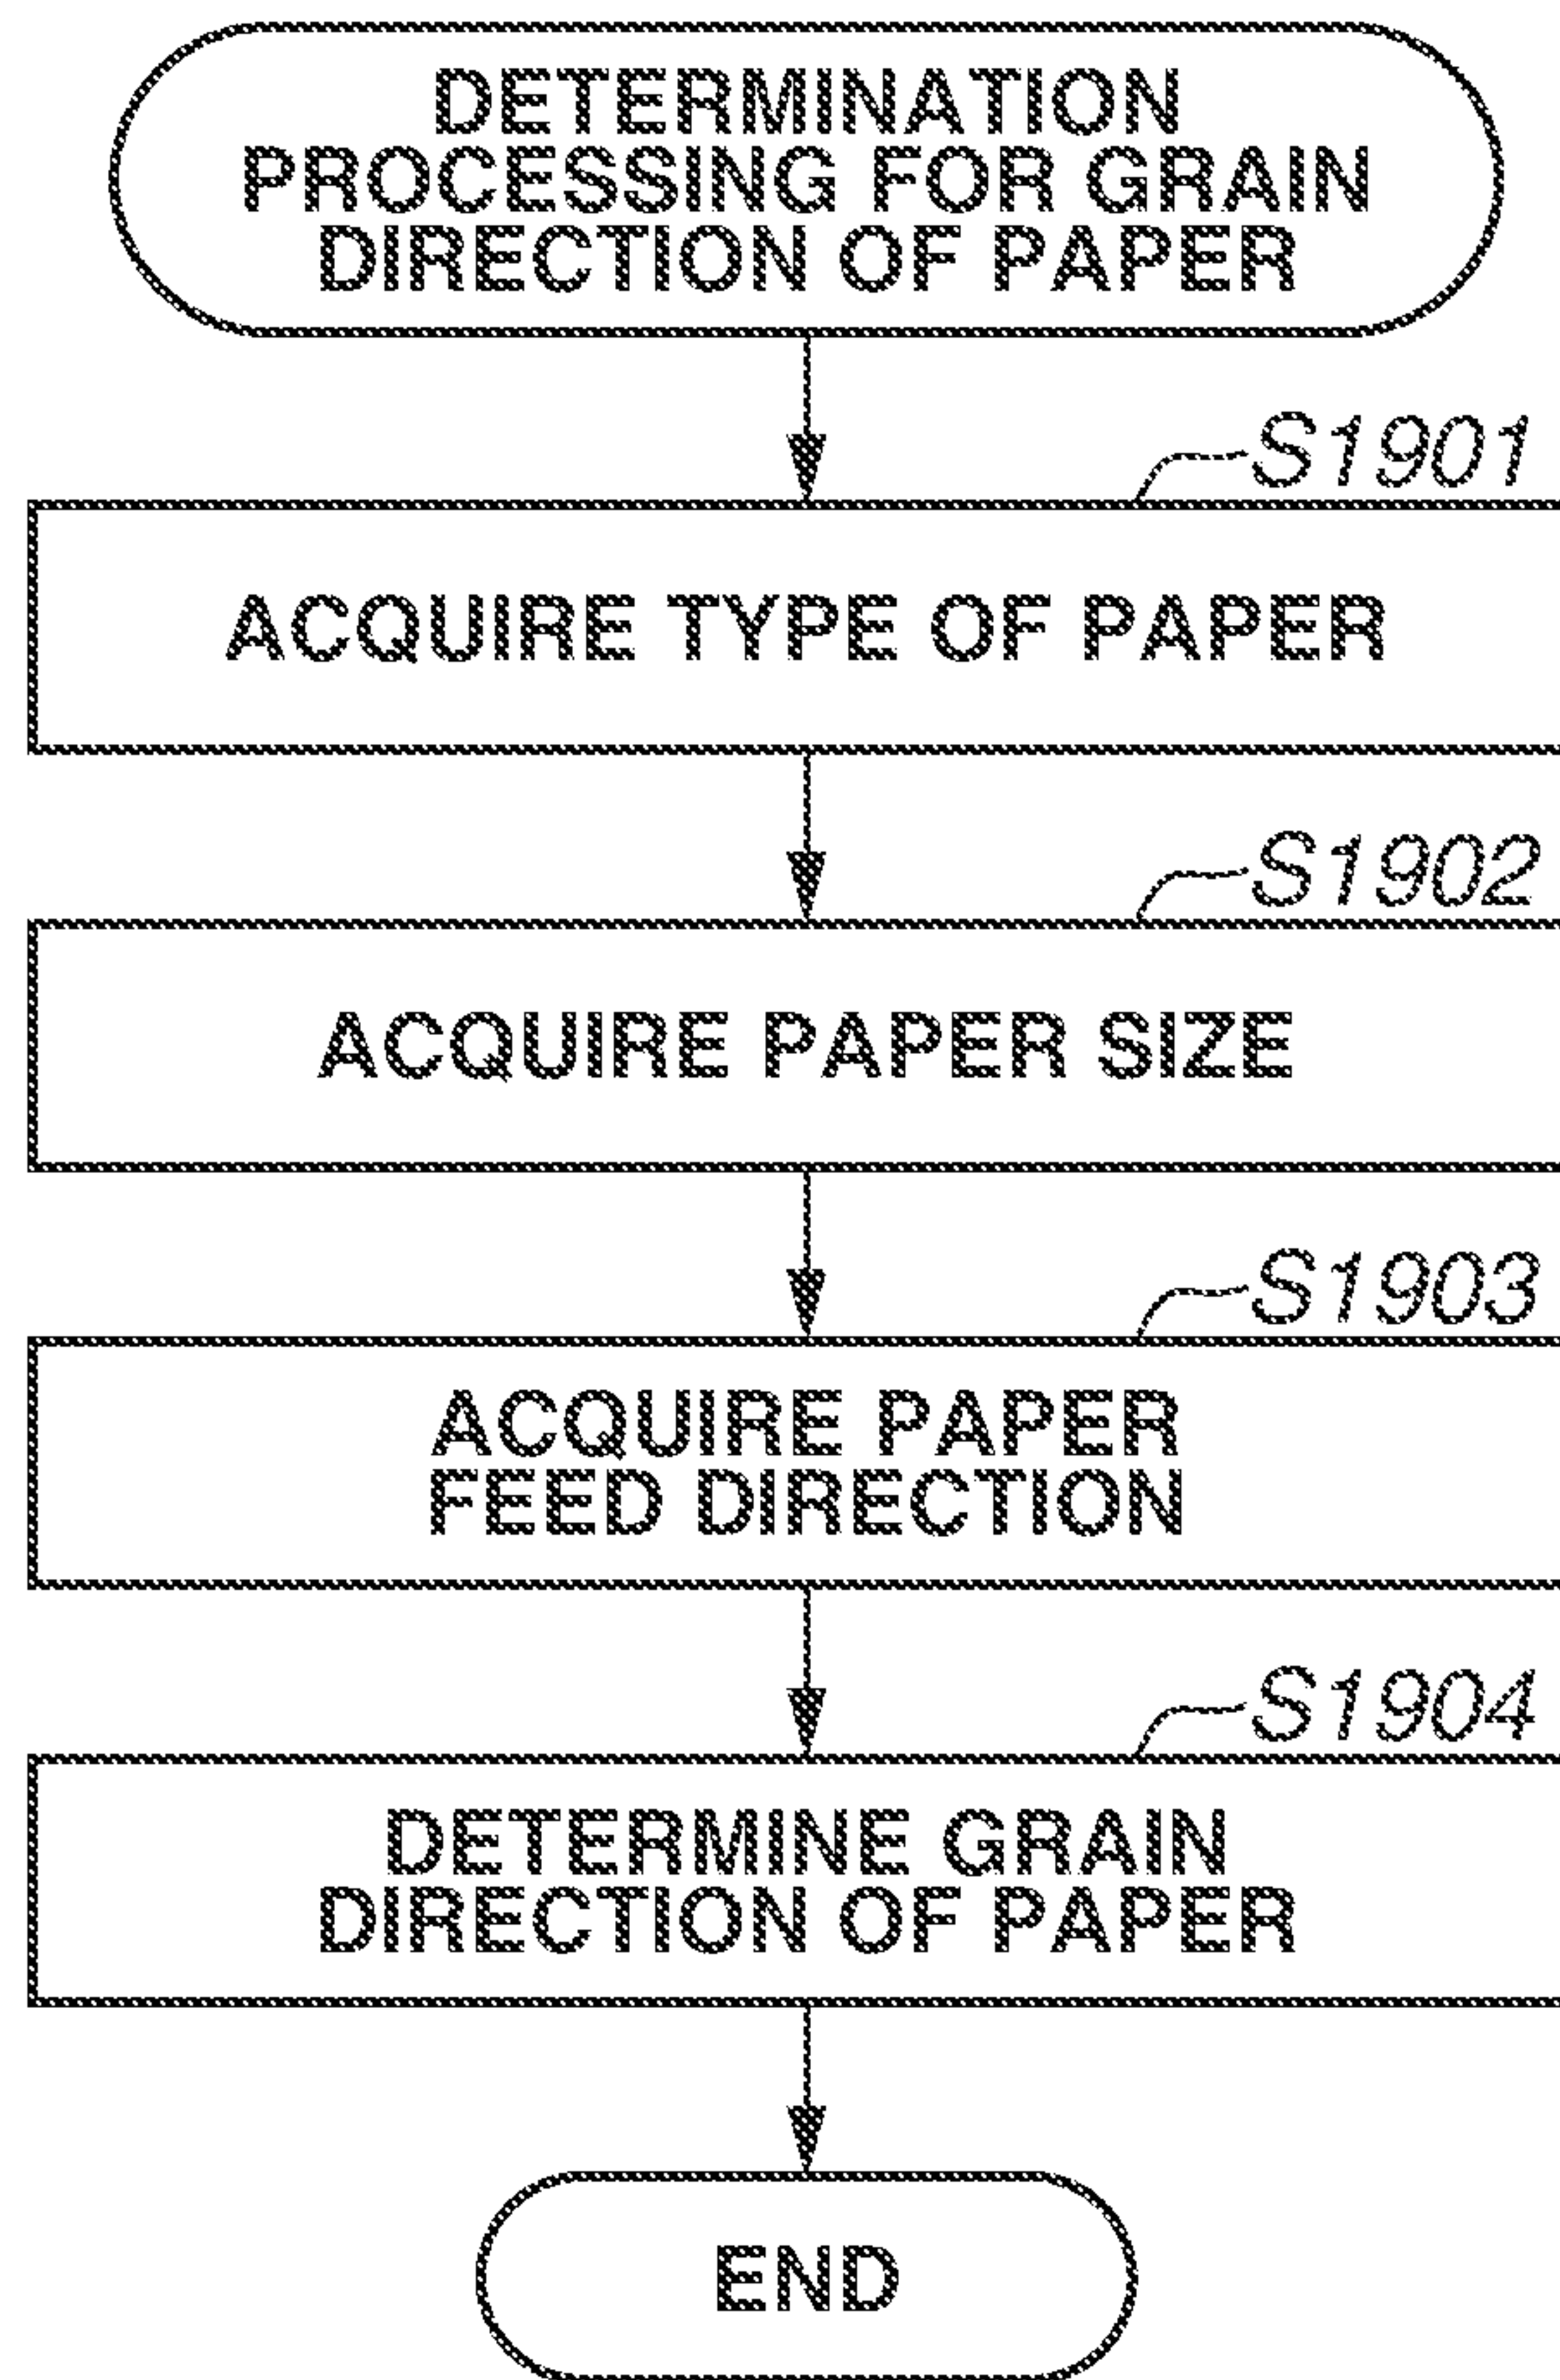 DETERMINATION
PROCESSING FOR GRAIN
DIRECTION OF PAPER
S1901
ACQUIRE TYPE OF PAPER
S1902
ACQUIRE PAPER SIZE
S1903
ACQUIRE PAPER
FEED DIRECTION
S1904
DETERMINE GRAIN
DIRECTION OF PAPER
END